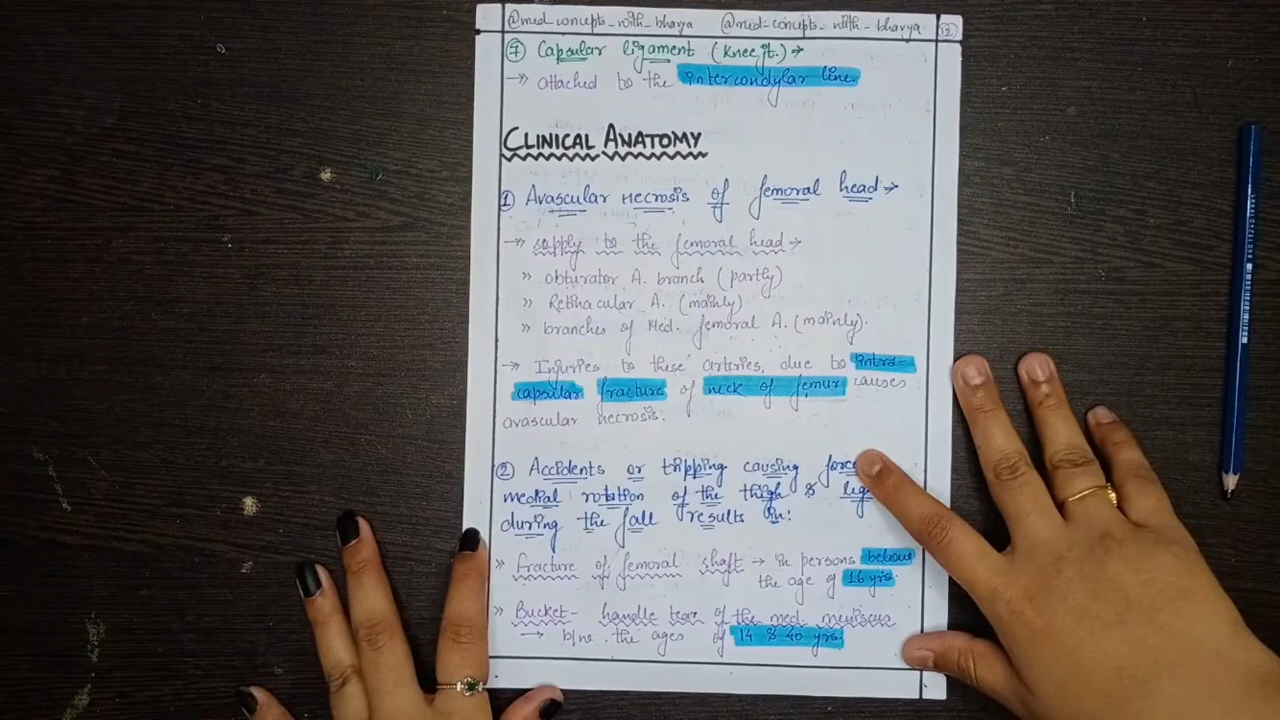 @med_concepts_with_bhavya @med_concepts_with_bhavya 12
⑦ Capsular ligament (knee jt.) →
→» attached to the intercondylar line.
CLINICAL ANATOMY
① Avascular necrosis of femoral head →
→» supply to the femoral head →
» obturator A. branch (partly)
» Retinacular A. (mainly)
» branches of Med. femoral A. (mainly).
→ Injuries to these arteries, due to intra-
capsular fracture of neck of femur causes
avascular necrosis.
② Accidents or tripping causing
medial rotation of the thigh &
during the fall results in:
» Fracture of femoral shaft → in persons below
the age of 16 yrs.
» Bucket-handle tear of the med meniscus
→ b/ne the ages of 14 & 40 yrs.